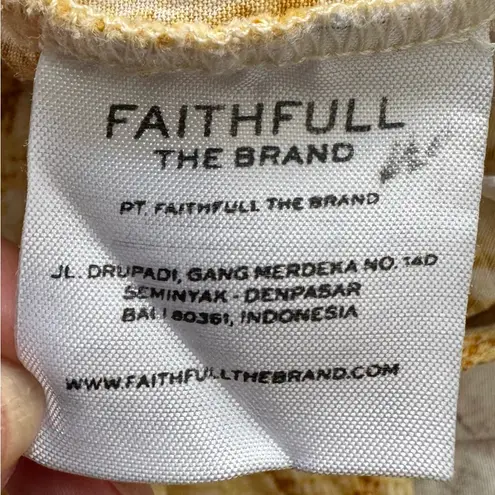 FAITHFULL
THE BRAND
PT. FAITHFULL THE BRAND
JL. DRUPADI, GANG MERDEKA NO. 14D
SEMINYAK - DENPASAR
BALI 80361, INDONESIA
WWW.FAITHFULLTHEBRAND.COM